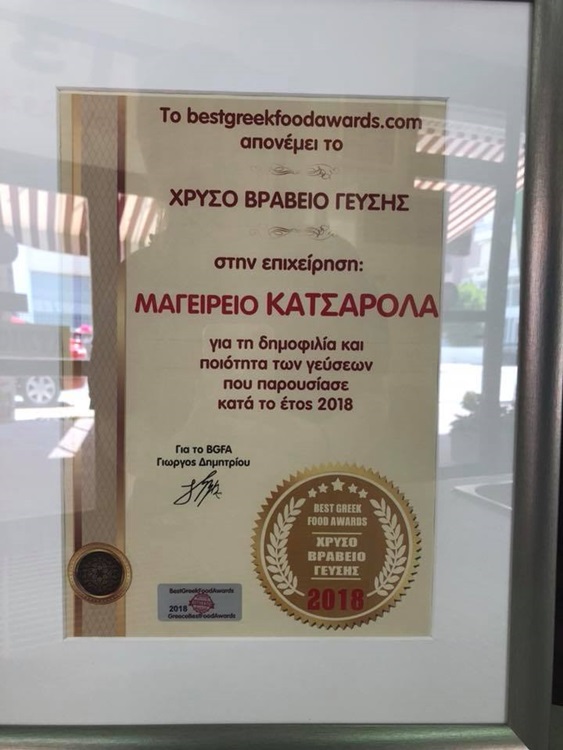 Το bestgreekfoodawards.com
απονέμει το
ΧΡΥΣΟ ΒΡΑΒΕΙΟ ΓΕΥΣΗΣ
στην επιχείρηση:
ΜΑΓΕΙΡΕΙΟ ΚΑΤΣΑΡΟΛΑ
για τη δημοφιλία και
ποιότητα των γεύσεων
που παρουσίασε
κατά το έτος 2018
Για το BGFA
Γιωργος Δημητρίου
BEST GREEK
FOOD AWARDS
ΧΡΥΣΟ
ΒΡΑΒΕΙΟ
ΓΕΥΣΗΣ
2018
BestGreekFoodAwards
2018
GreeceBestFoodAwards